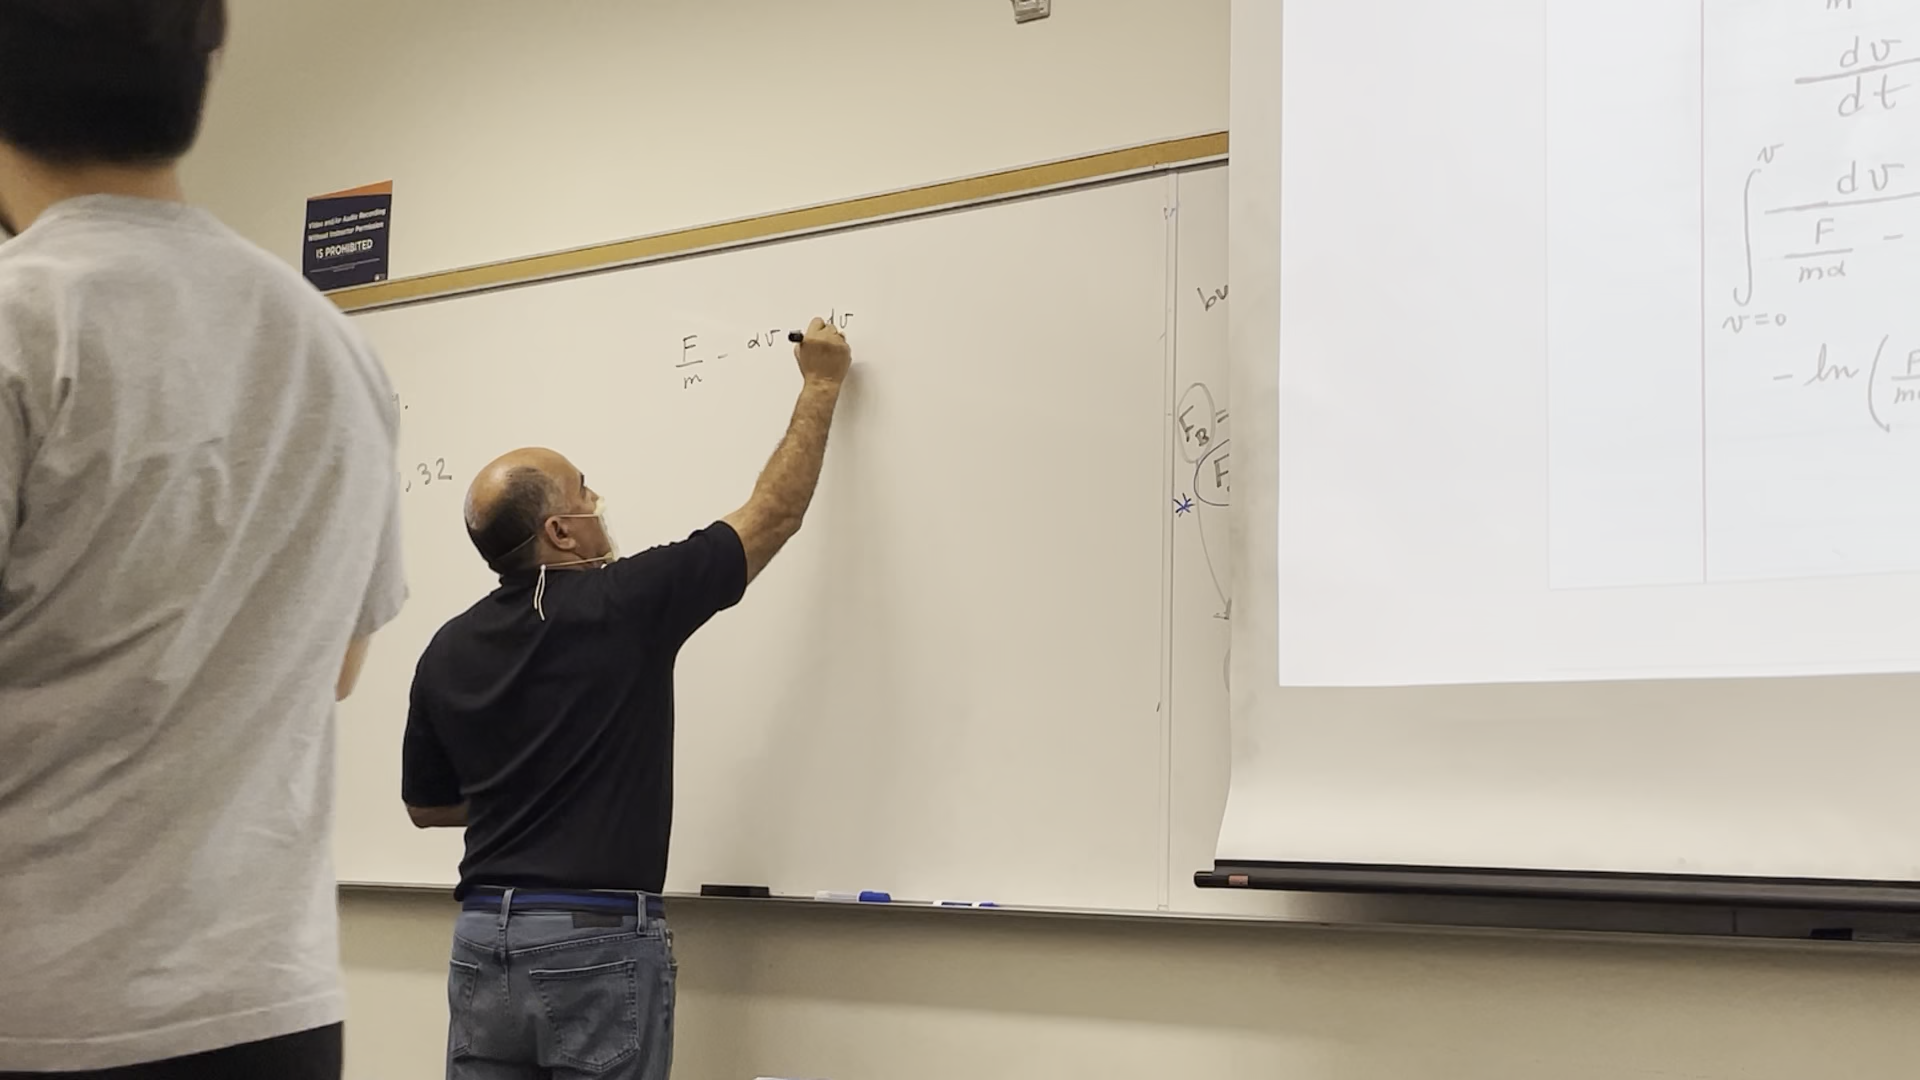 Video and/or Audio Recording
Without Instructor Permission
IS PROHIBITED
F/m - αv dv
, 32
bu
F_B =
F
*
m
dv/dt
∫ v v=0 dv / F/mα -
- ln ( F/m